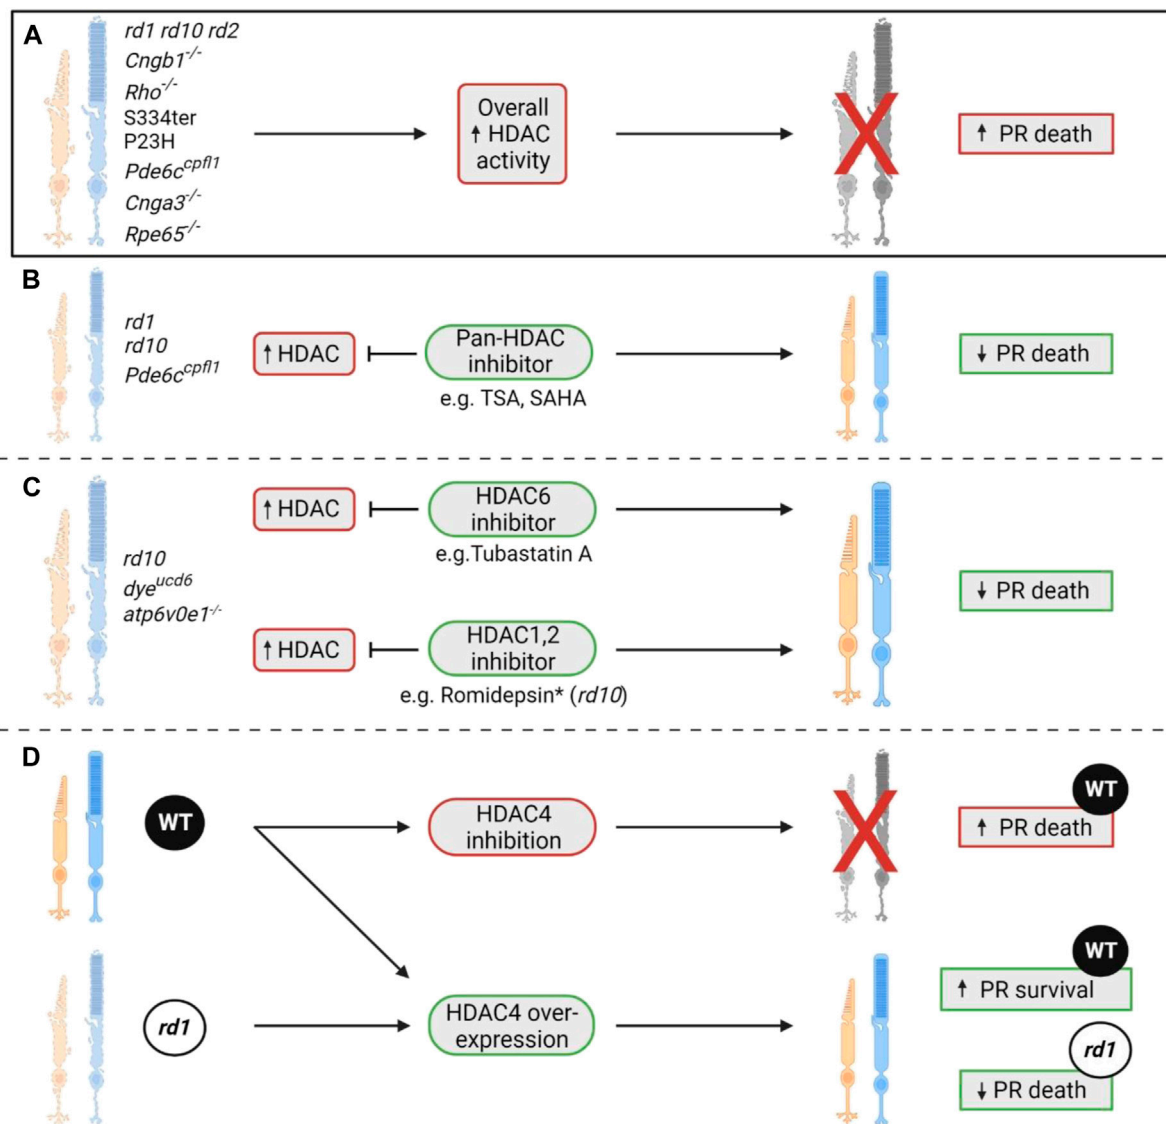 A
rd1 rd10 rd2
Cngb1-/-
Rho-/-
S334ter
P23H
Pde6ccpfl1
Cnga3-/-
Rpe65-/-
Overall
↑ HDAC
activity
↑ PR death
B
rd1
rd10
Pde6ccpfl1
↑ HDAC
Pan-HDAC
inhibitor
e.g. TSA, SAHA
↓ PR death
C
rd10
dyeucd6
atp6v0e1-/-
↑ HDAC
HDAC6
inhibitor
e.g.Tubastatin A
↑ HDAC
HDAC1,2
inhibitor
e.g. Romidepsin* (rd10)
↓ PR death
D
WT
HDAC4
inhibition
WT
↑ PR death
rd1
HDAC4 over-
expression
WT
↑ PR survival
rd1
↓ PR death